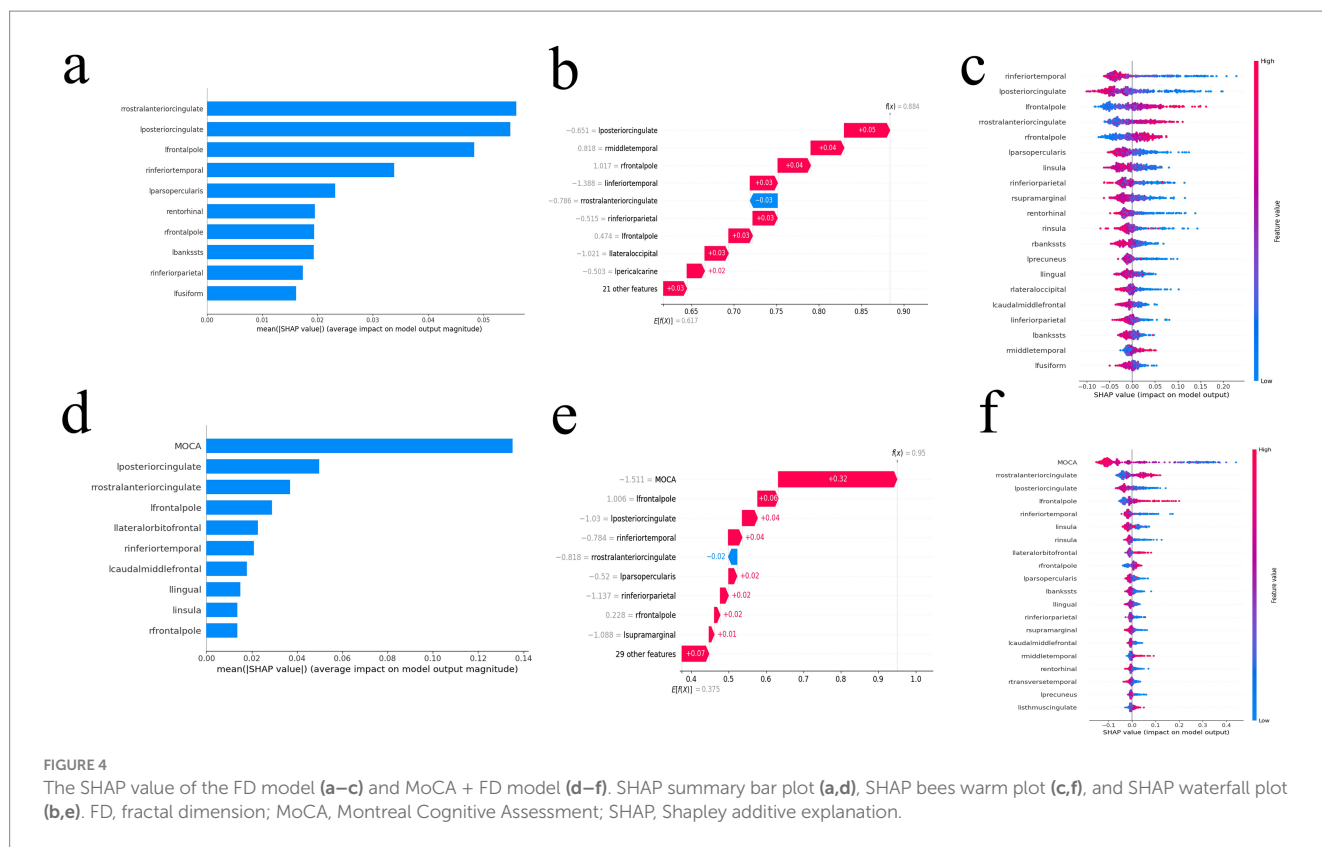 a
rrostralanteriorcingulate
lposteriorcingulate
lfrontalpole
rinferiortemporal
lparsopercularis
rentorhinal
rfrontalpole
lbankssts
rinferiorparietal
lfusiform
0.00 0.01 0.02 0.03 0.04 0.05
mean(|SHAP value|) (average impact on model output magnitude)
b
f(x) = 0.884
−0.651 = lposteriorcingulate +0.05
0.818 = rmiddletemporal +0.04
1.017 = rfrontalpole +0.04
−1.388 = linferiortemporal +0.03
−0.786 = rrostralanteriorcingulate −0.03
−0.515 = rinferiorparietal +0.03
0.474 = lfrontalpole +0.03
−1.021 = llateraloccipital +0.03
−0.503 = lpericalcarine +0.02
21 other features +0.03
0.65 0.70 0.75 0.80 0.85 0.90
E[f(X)] = 0.617
c
High
rinferiortemporal
lposteriorcingulate
lfrontalpole
rrostralanteriorcingulate
rfrontalpole
lparsopercularis
linsula
rinferiorparietal
rsupramarginal
rentorhinal
rinsula
rbankssts
lprecuneus
llingual
rlateraloccipital
lcaudalmiddlefrontal
linferiorparietal
lbankssts
rmiddletemporal
lfusiform
Feature value
Low
−0.10 −0.05 0.00 0.05 0.10 0.15 0.20
SHAP value (impact on model output)
d
MOCA
lposteriorcingulate
rrostralanteriorcingulate
lfrontalpole
llateralorbitofrontal
rinferiortemporal
lcaudalmiddlefrontal
llingual
linsula
rfrontalpole
0.00 0.02 0.04 0.06 0.08 0.10 0.12 0.14
mean(|SHAP value|) (average impact on model output magnitude)
e
f(x) = 0.95
−1.511 = MOCA +0.32
1.006 = lfrontalpole +0.06
−1.03 = lposteriorcingulate +0.04
−0.784 = rinferiortemporal +0.04
−0.818 = rrostralanteriorcingulate −0.02
−0.52 = lparsopercularis +0.02
−1.137 = rinferiorparietal +0.02
0.228 = rfrontalpole +0.02
−1.088 = lsupramarginal +0.01
29 other features +0.07
0.4 0.5 0.6 0.7 0.8 0.9 1.0
E[f(X)] = 0.375
f
High
MOCA
rrostralanteriorcingulate
lposteriorcingulate
lfrontalpole
rinferiortemporal
linsula
rinsula
llateralorbitofrontal
rfrontalpole
lparsopercularis
lbankssts
llingual
rinferiorparietal
rsupramarginal
lcaudalmiddlefrontal
rmiddletemporal
rentorhinal
rtransversetemporal
lprecuneus
listhmuscingulate
Feature value
Low
−0.1 0.0 0.1 0.2 0.3 0.4
SHAP value (impact on model output)
FIGURE 4
The SHAP value of the FD model (a–c) and MoCA + FD model (d–f). SHAP summary bar plot (a,d), SHAP bees warm plot (c,f), and SHAP waterfall plot
(b,e). FD, fractal dimension; MoCA, Montreal Cognitive Assessment; SHAP, Shapley additive explanation.